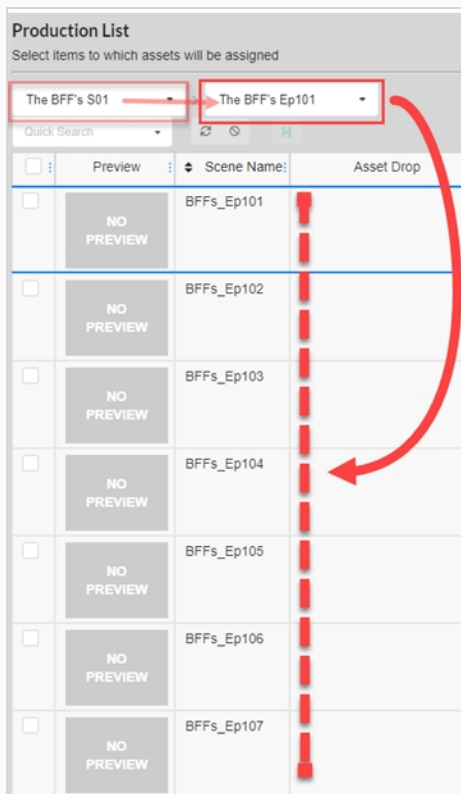 Production List
Select items to which assets will be assigned
The BFF's S01 The BFF's Ep101
Quick Search
Preview Scene Name Asset Drop
NO
PREVIEW
BFFs_Ep101
NO
PREVIEW
BFFs_Ep102
NO
PREVIEW
BFFs_Ep103
NO
PREVIEW
BFFs_Ep104
NO
PREVIEW
BFFs_Ep105
NO
PREVIEW
BFFs_Ep106
NO
PREVIEW
BFFs_Ep107